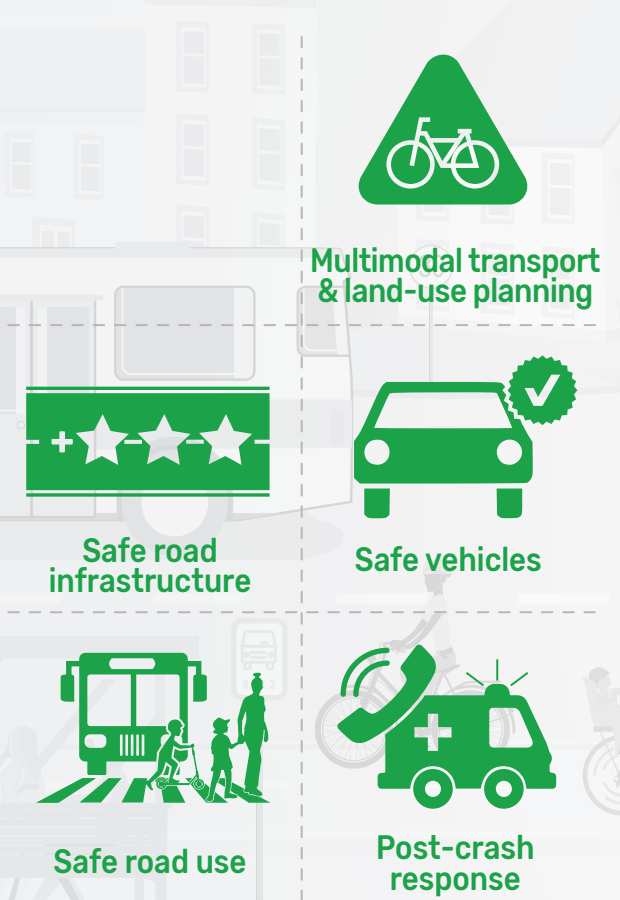 Multimodal transport
& land-use planning
Safe road
infrastructure
Safe vehicles
Safe road use
Post-crash
response